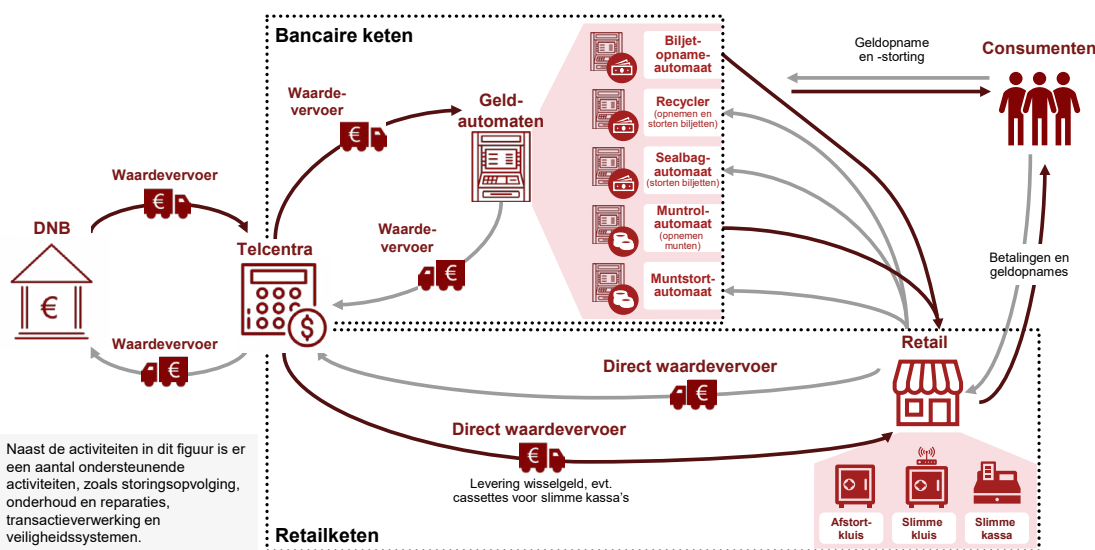 Bancaire keten
Biljet-
opname-
automaat
Geldopname
en -storting
Consumenten
Waarde-
vervoer
Geld-
automaten
Recycler
(opnemen en
storten biljetten)
Sealbag-
automaat
(storten biljetten)
Waardevervoer
€
€
DNB
€
Telcentra
$
Waarde-
vervoer
€
Muntrol-
automaat
(opnemen
munten)
Muntstort-
automaat
Betalingen en
geldopnames
Waardevervoer
€
Retail
Direct waardevervoer
€
Direct waardevervoer
€
Levering wisselgeld, evt.
cassettes voor slimme kassa's
Naast de activiteiten in dit figuur is er
een aantal ondersteunende
activiteiten, zoals storingsopvolging,
onderhoud en reparaties,
transactieverwerking en
veiligheidssystemen.
Afstort-
kluis
Slimme
kluis
Slimme
kassa
Retailketen